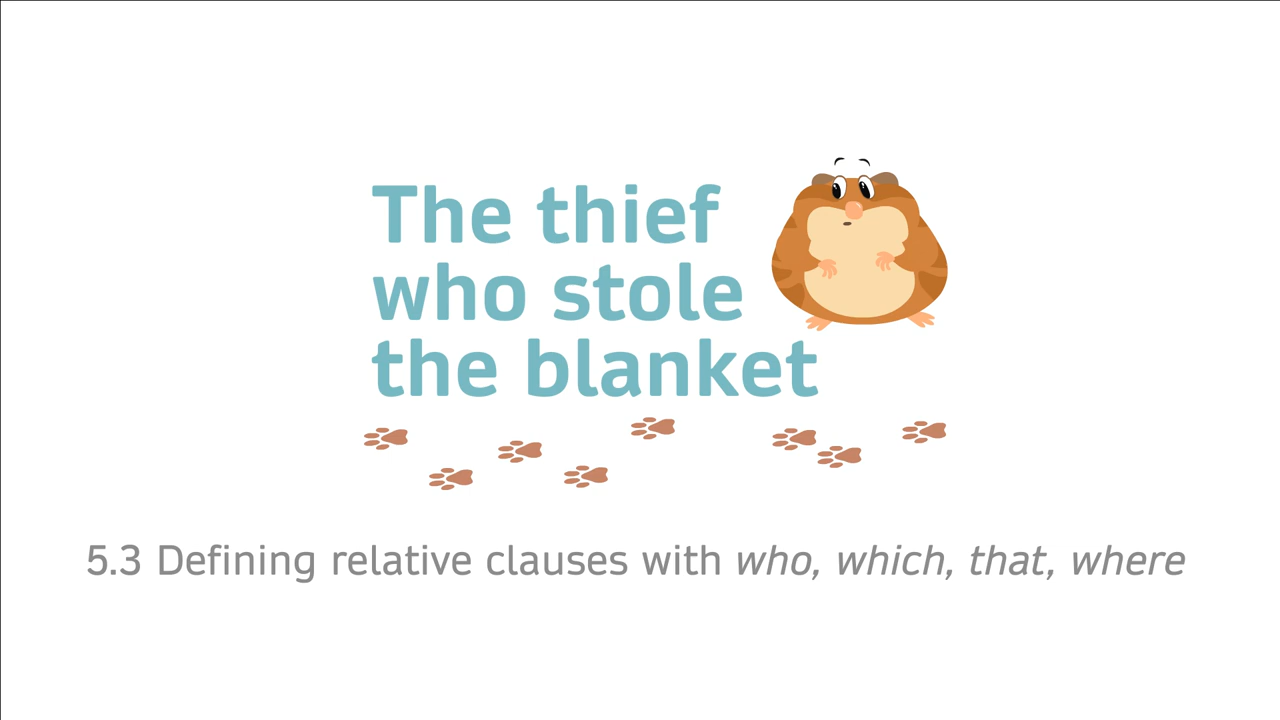 The thief
who stole
the blanket
5.3 Defining relative clauses with who, which, that, where